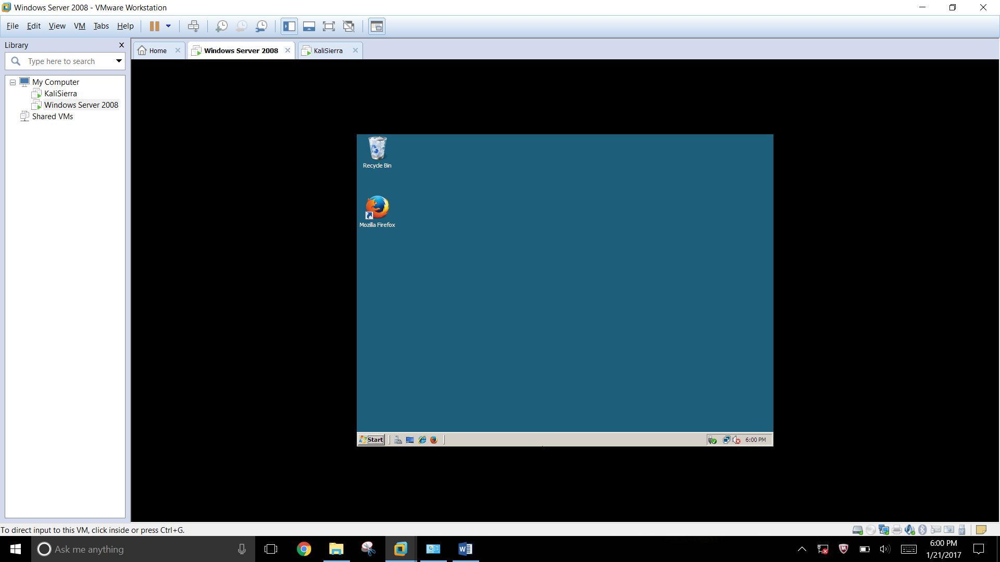 Windows Server 2008 - VMware Workstation
File Edit View VM Tabs Help
Library
Type here to search
My Computer
KaliSierra
Windows Server 2008
Shared VMs
Home
Windows Server 2008
KaliSierra
Recycle Bin
Mozilla Firefox
Start
6:00 PM
To direct input to this VM, click inside or press Ctrl+G.
Ask me anything
6:00 PM
1/21/2017